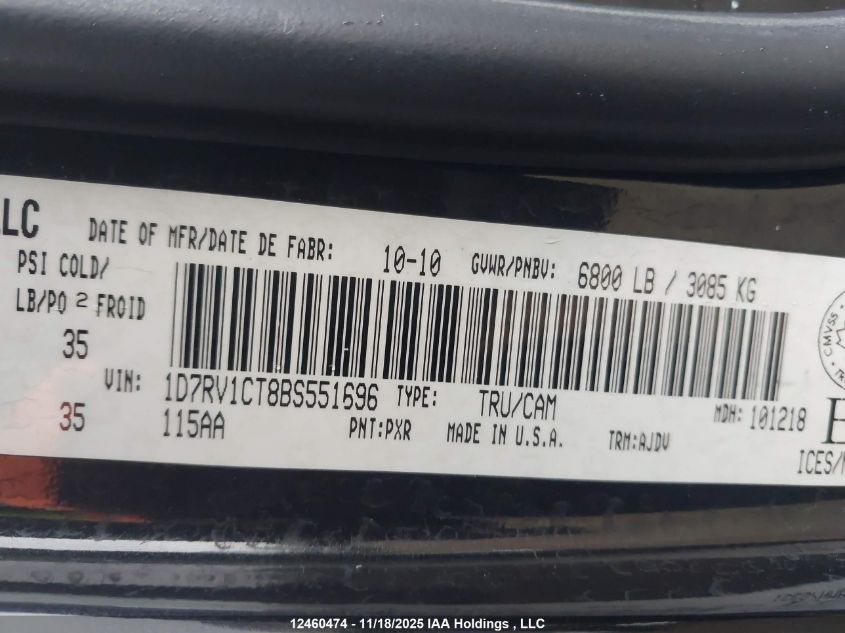 LC DATE OF MFR/DATE DE FABR: 10-10 GVWR/PNBV: 6800 LB / 3085 KG
PSI COLD/
LB/PO 2 FROID
35
VIN: 1D7RV1CT8BS551696 TYPE: TRU/CAM MDH: 101218
35 115AA PNT:PXR MADE IN U.S.A. TRM:AJDV
ICES/
CMVSS
12460474 - 11/18/2025 IAA Holdings , LLC